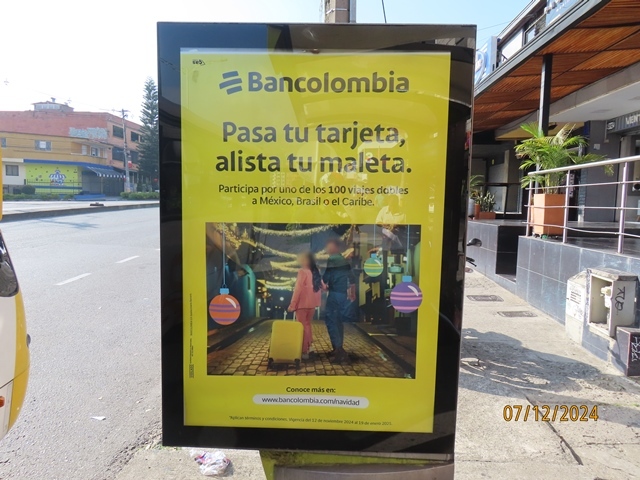 Bancolombia
Pasa tu tarjeta,
alista tu maleta.
Participa por uno de los 100 viajes dobles
a México, Brasil o el Caribe.
Conoce más en:
www.bancolombia.com/navidad
07/12/2024